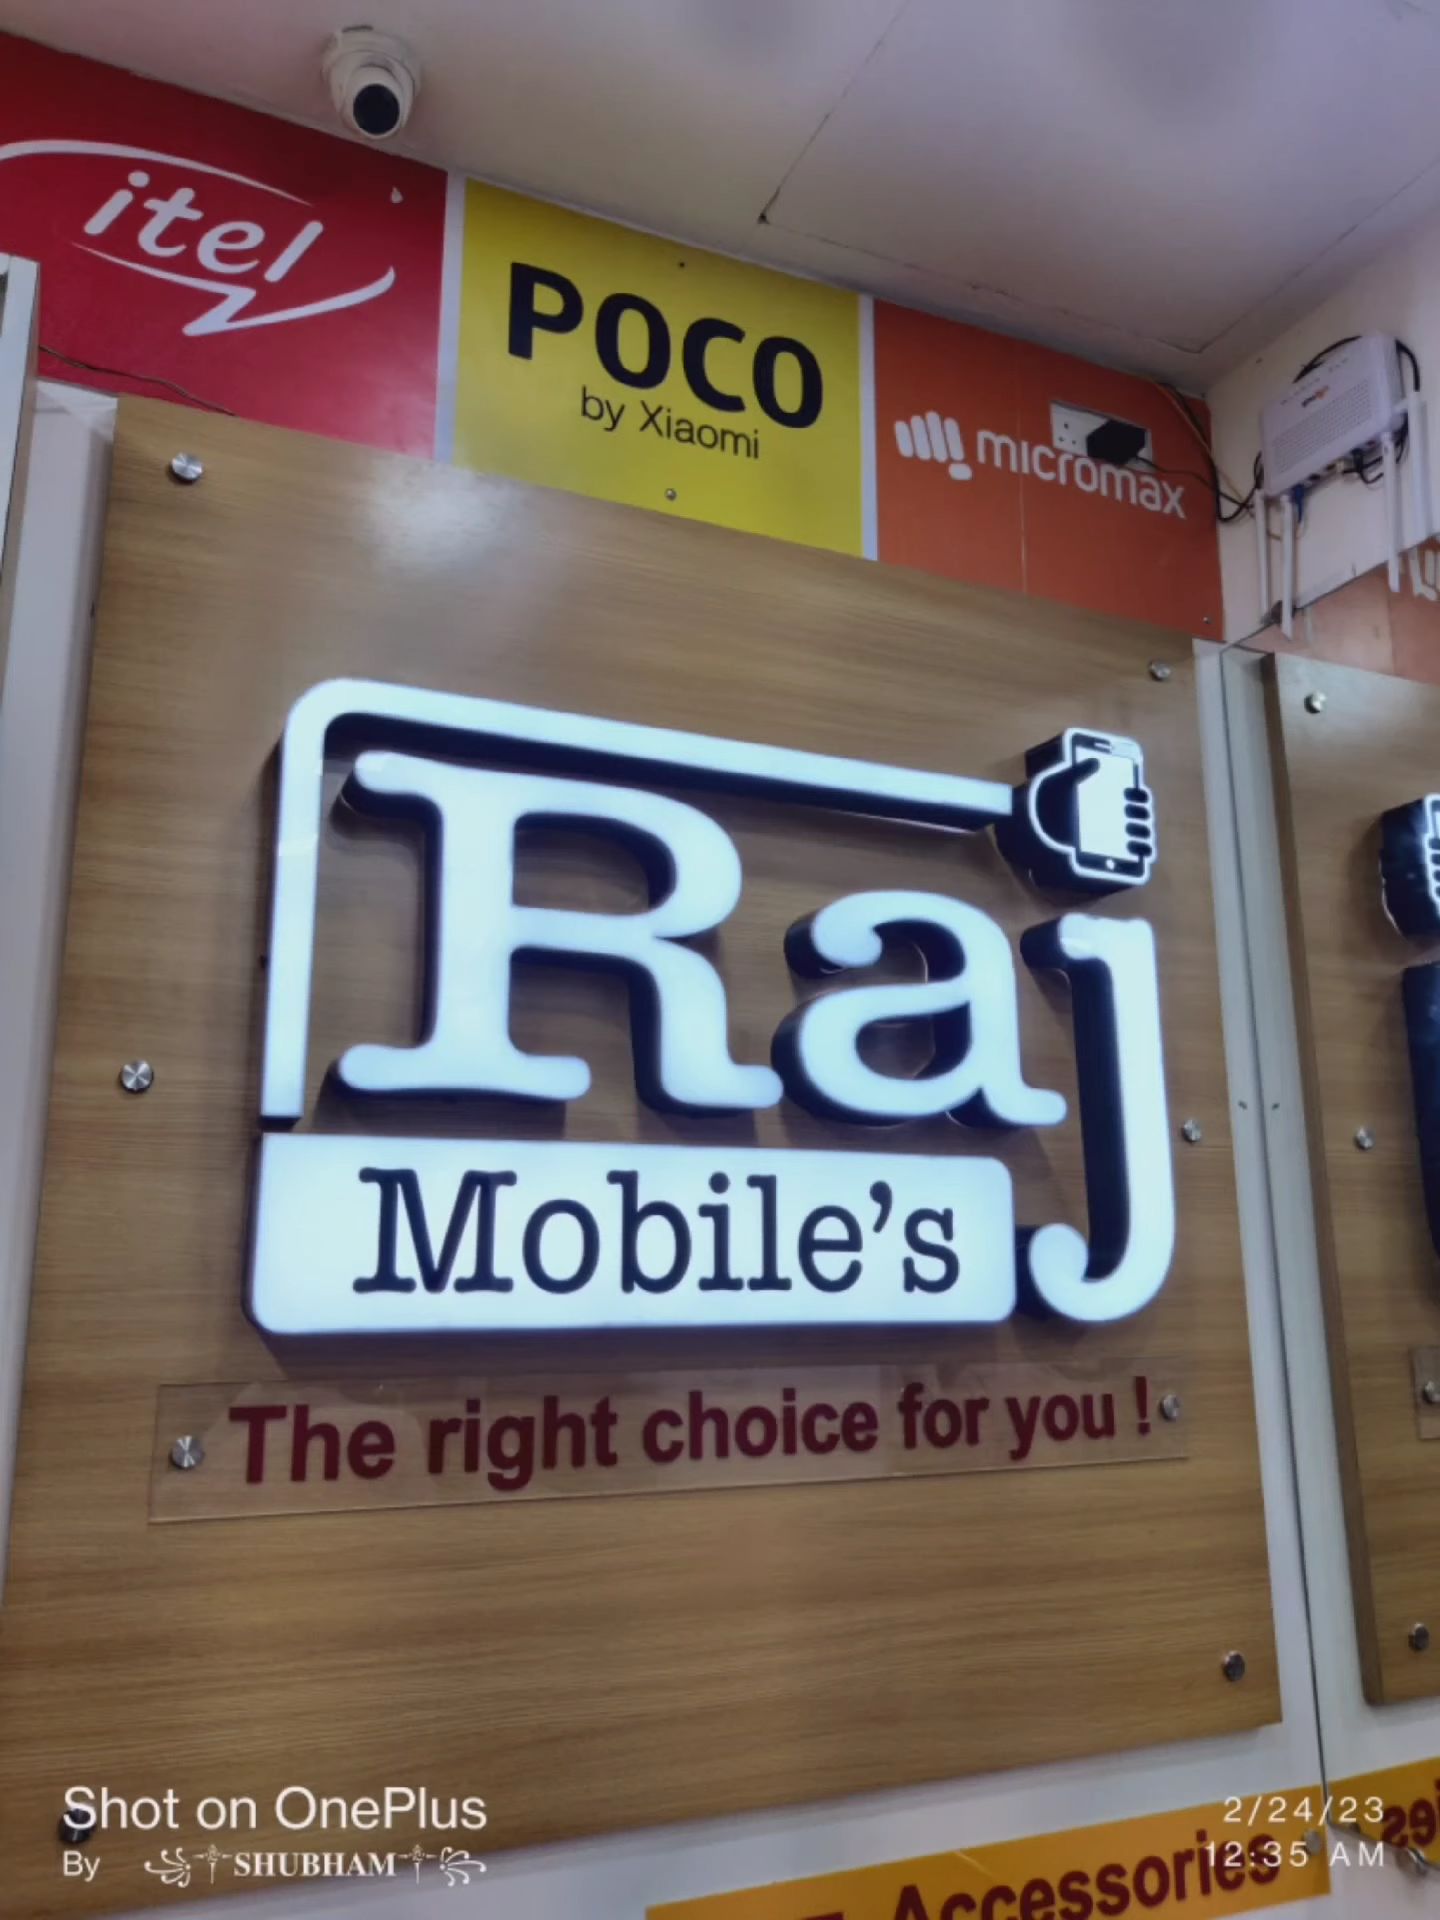 itel
POCO
by Xiaomi
micromax
Raj
Mobile's
The right choice for you !
Accessories
Shot on OnePlus
By SHUBHAM
2/24/23
12:35 AM